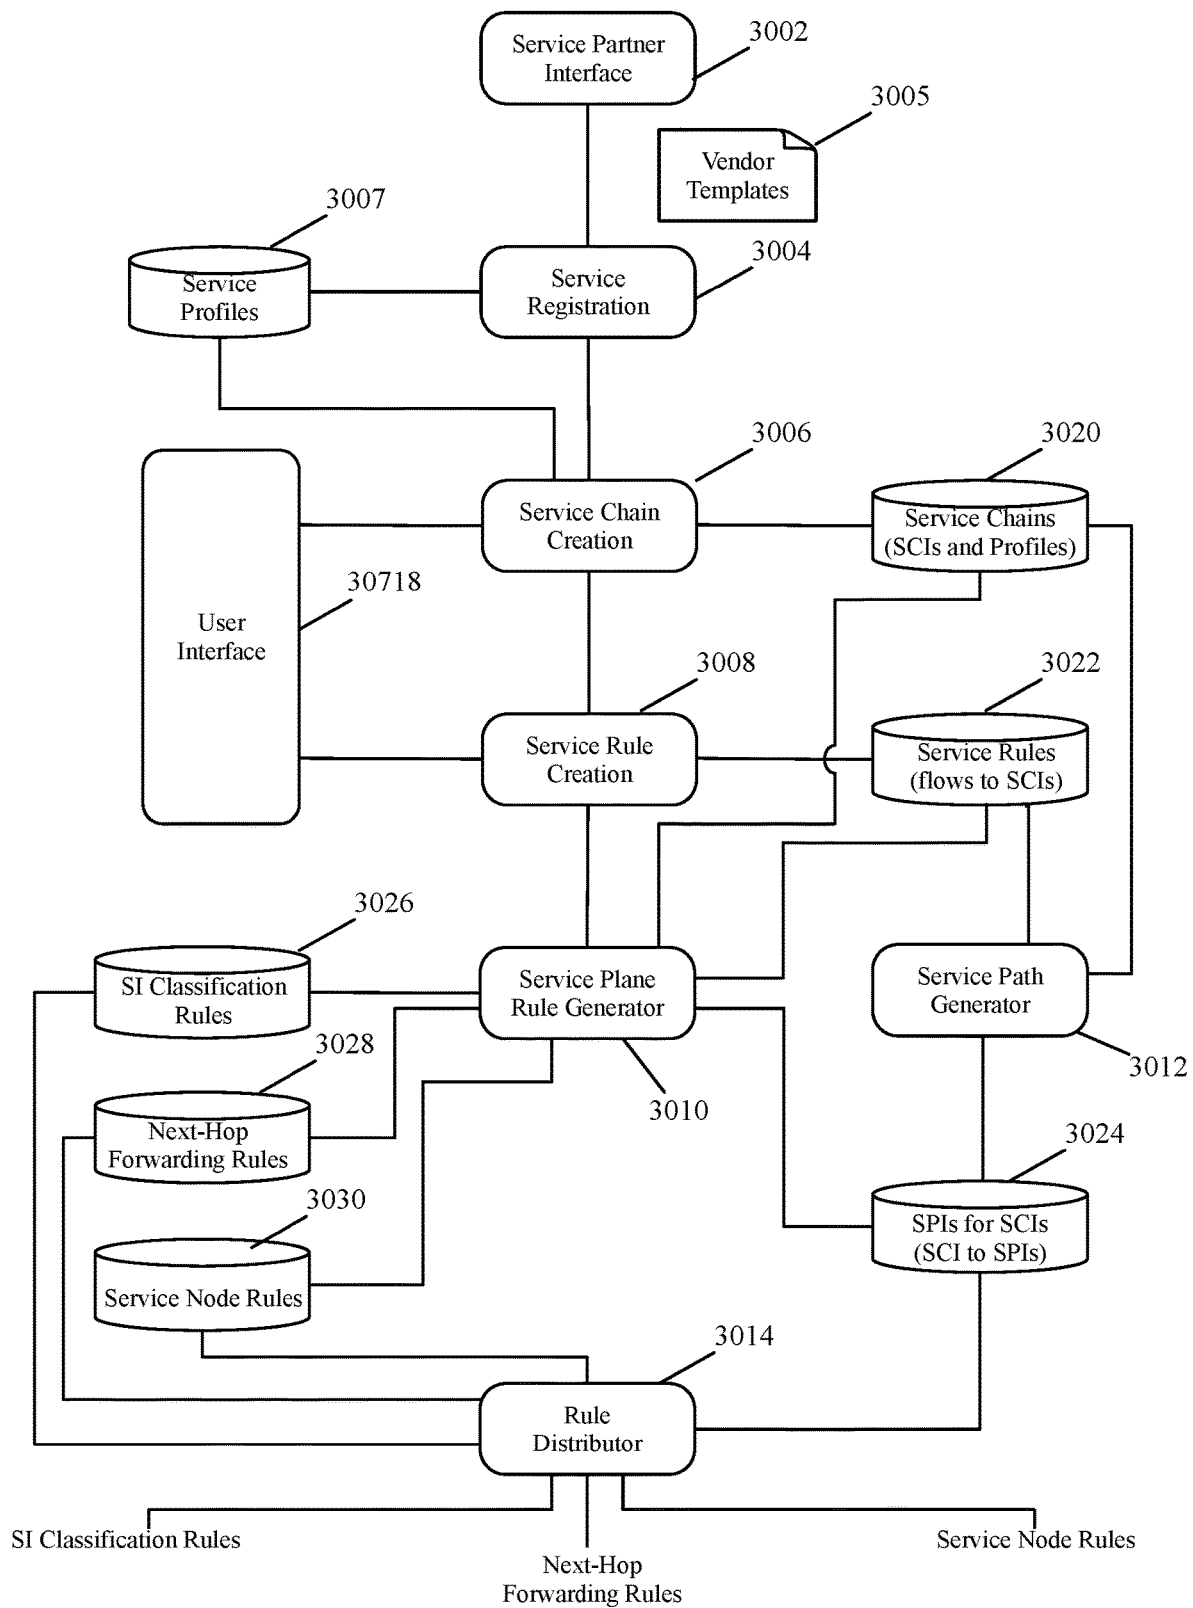 3002
Service Partner
Interface
3005
Vendor
Templates
3007
Service
Profiles
3004
Service
Registration
3006
Service Chain
Creation
3020
Service Chains
(SCIs and Profiles)
30718
User
Interface
3008
Service Rule
Creation
3022
Service Rules
(flows to SCIs)
3026
SI Classification
Rules
Service Plane
Rule Generator
3010
Service Path
Generator
3012
3028
Next-Hop
Forwarding Rules
3024
SPIs for SCIs
(SCI to SPIs)
3030
Service Node Rules
3014
Rule
Distributor
SI Classification Rules
Next-Hop
Forwarding Rules
Service Node Rules